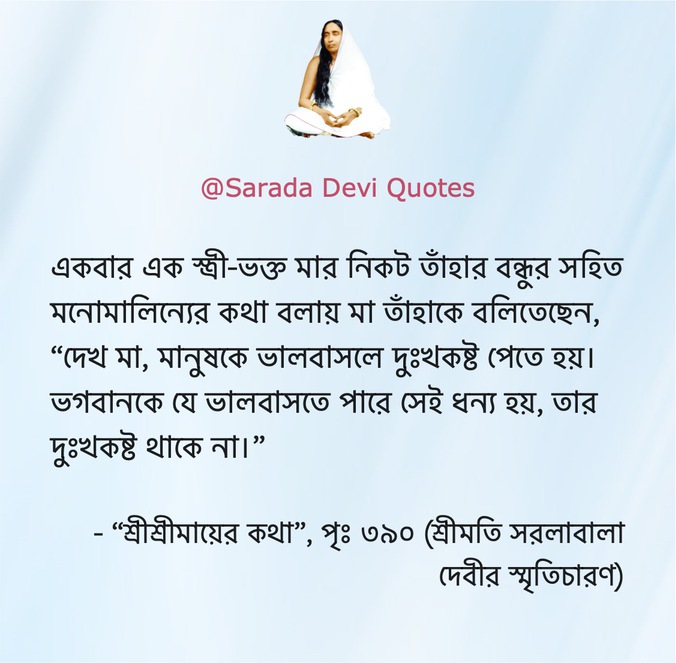 @Sarada Devi Quotes
একবার এক স্ত্রী-ভক্ত মার নিকট তাঁহার বন্ধুর সহিত
মনোমালিন্যের কথা বলায় মা তাঁহাকে বলিতেছেন,
“দেখ মা, মানুষকে ভালবাসলে দুঃখকষ্ট পেতে হয়।
ভগবানকে যে ভালবাসতে পারে সেই ধন্য হয়, তার
দুঃখকষ্ট থাকে না।”
- “শ্রীশ্রীমায়ের কথা”, পৃঃ ৩৯০ (শ্রীমতি সরলাবালা
দেবীর স্মৃতিচারণ)